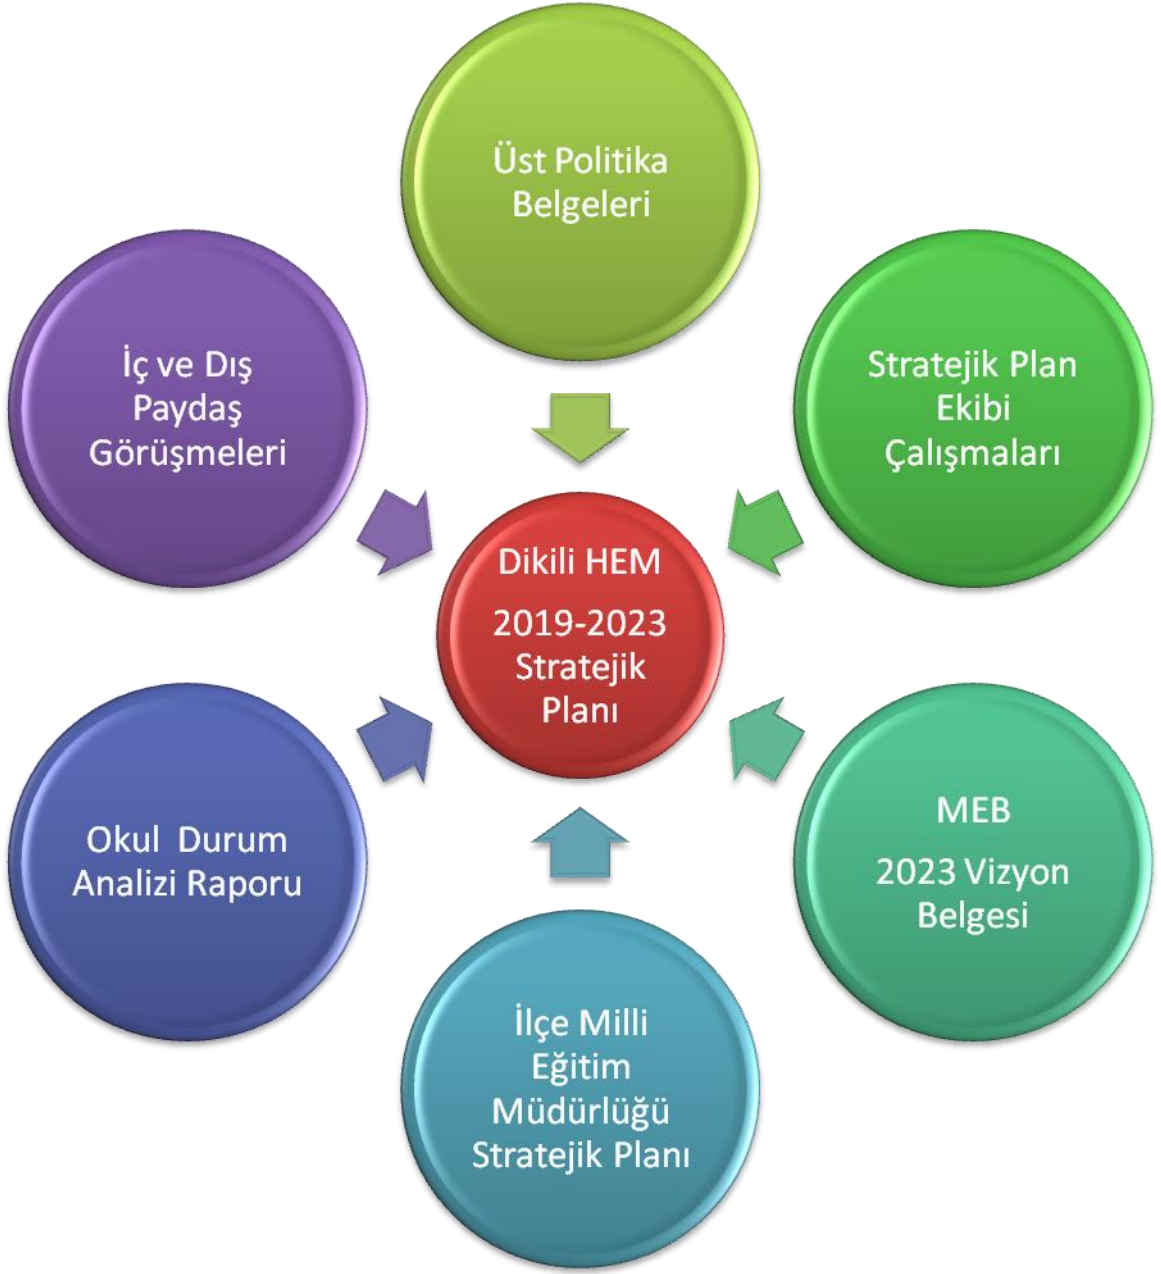 Üst Politika
Belgeleri
İç ve Dış
Paydaş
Görüşmeleri
Stratejik Plan
Ekibi
Çalışmaları
Dikili HEM
2019-2023
Stratejik
Planı
Okul  Durum
Analizi Raporu
MEB
2023 Vizyon
Belgesi
İlçe Milli
Eğitim
Müdürlüğü
Stratejik Planı